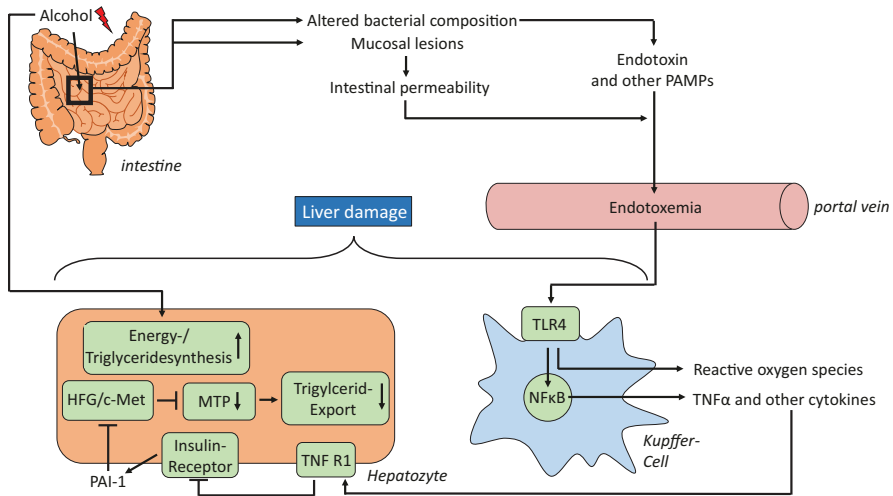 Alcohol
Altered bacterial composition
Mucosal lesions
Intestinal permeability
Endotoxin
and other PAMPs
intestine
Liver damage
Endotoxemia
portal vein
Energy-/
Triglyceridesynthesis
HFG/c-Met
MTP
Trigylcerid-
Export
Insulin-
Receptor
TNF R1
PAI-1
Hepatozyte
TLR4
NFκB
Kupffer-
Cell
Reactive oxygen species
TNFα and other cytokines